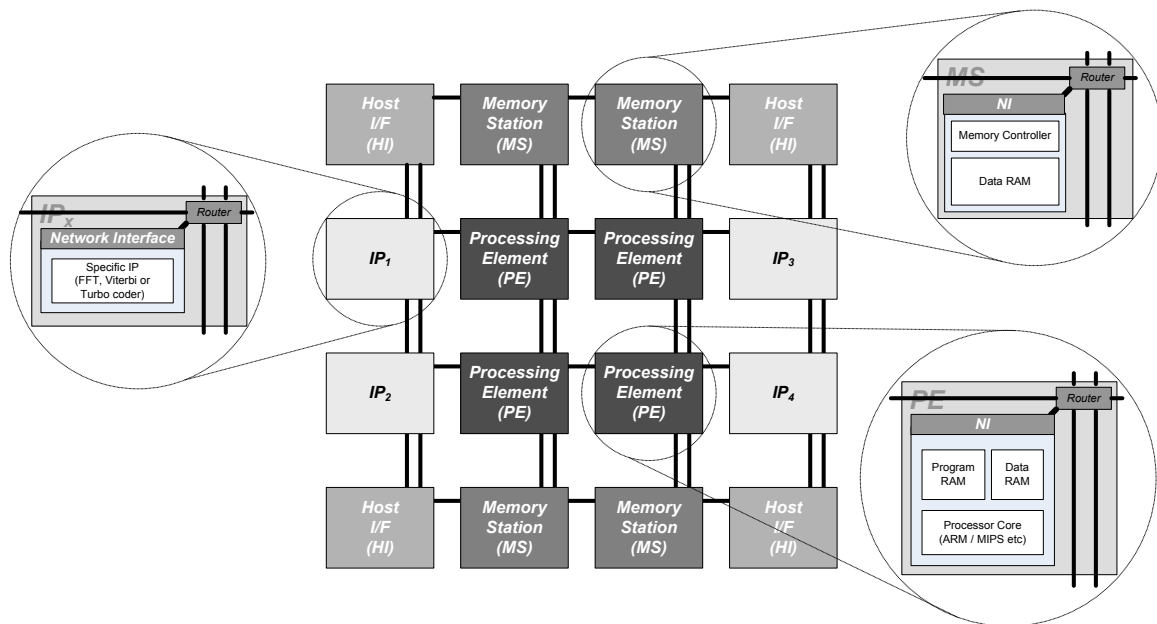 Host
I/F
(HI)
Memory
Station
(MS)
Memory
Station
(MS)
Host
I/F
(HI)
MS
Router
NI
Memory Controller
Data RAM
IPx
Router
Network Interface
Specific IP
(FFT, Viterbi or
Turbo coder)
IP1
Processing
Element
(PE)
Processing
Element
(PE)
IP3
IP2
Processing
Element
(PE)
Processing
Element
(PE)
IP4
PE
Router
NI
Program
RAM
Data
RAM
Processor Core
(ARM / MIPS etc)
Host
I/F
(HI)
Memory
Station
(MS)
Memory
Station
(MS)
Host
I/F
(HI)